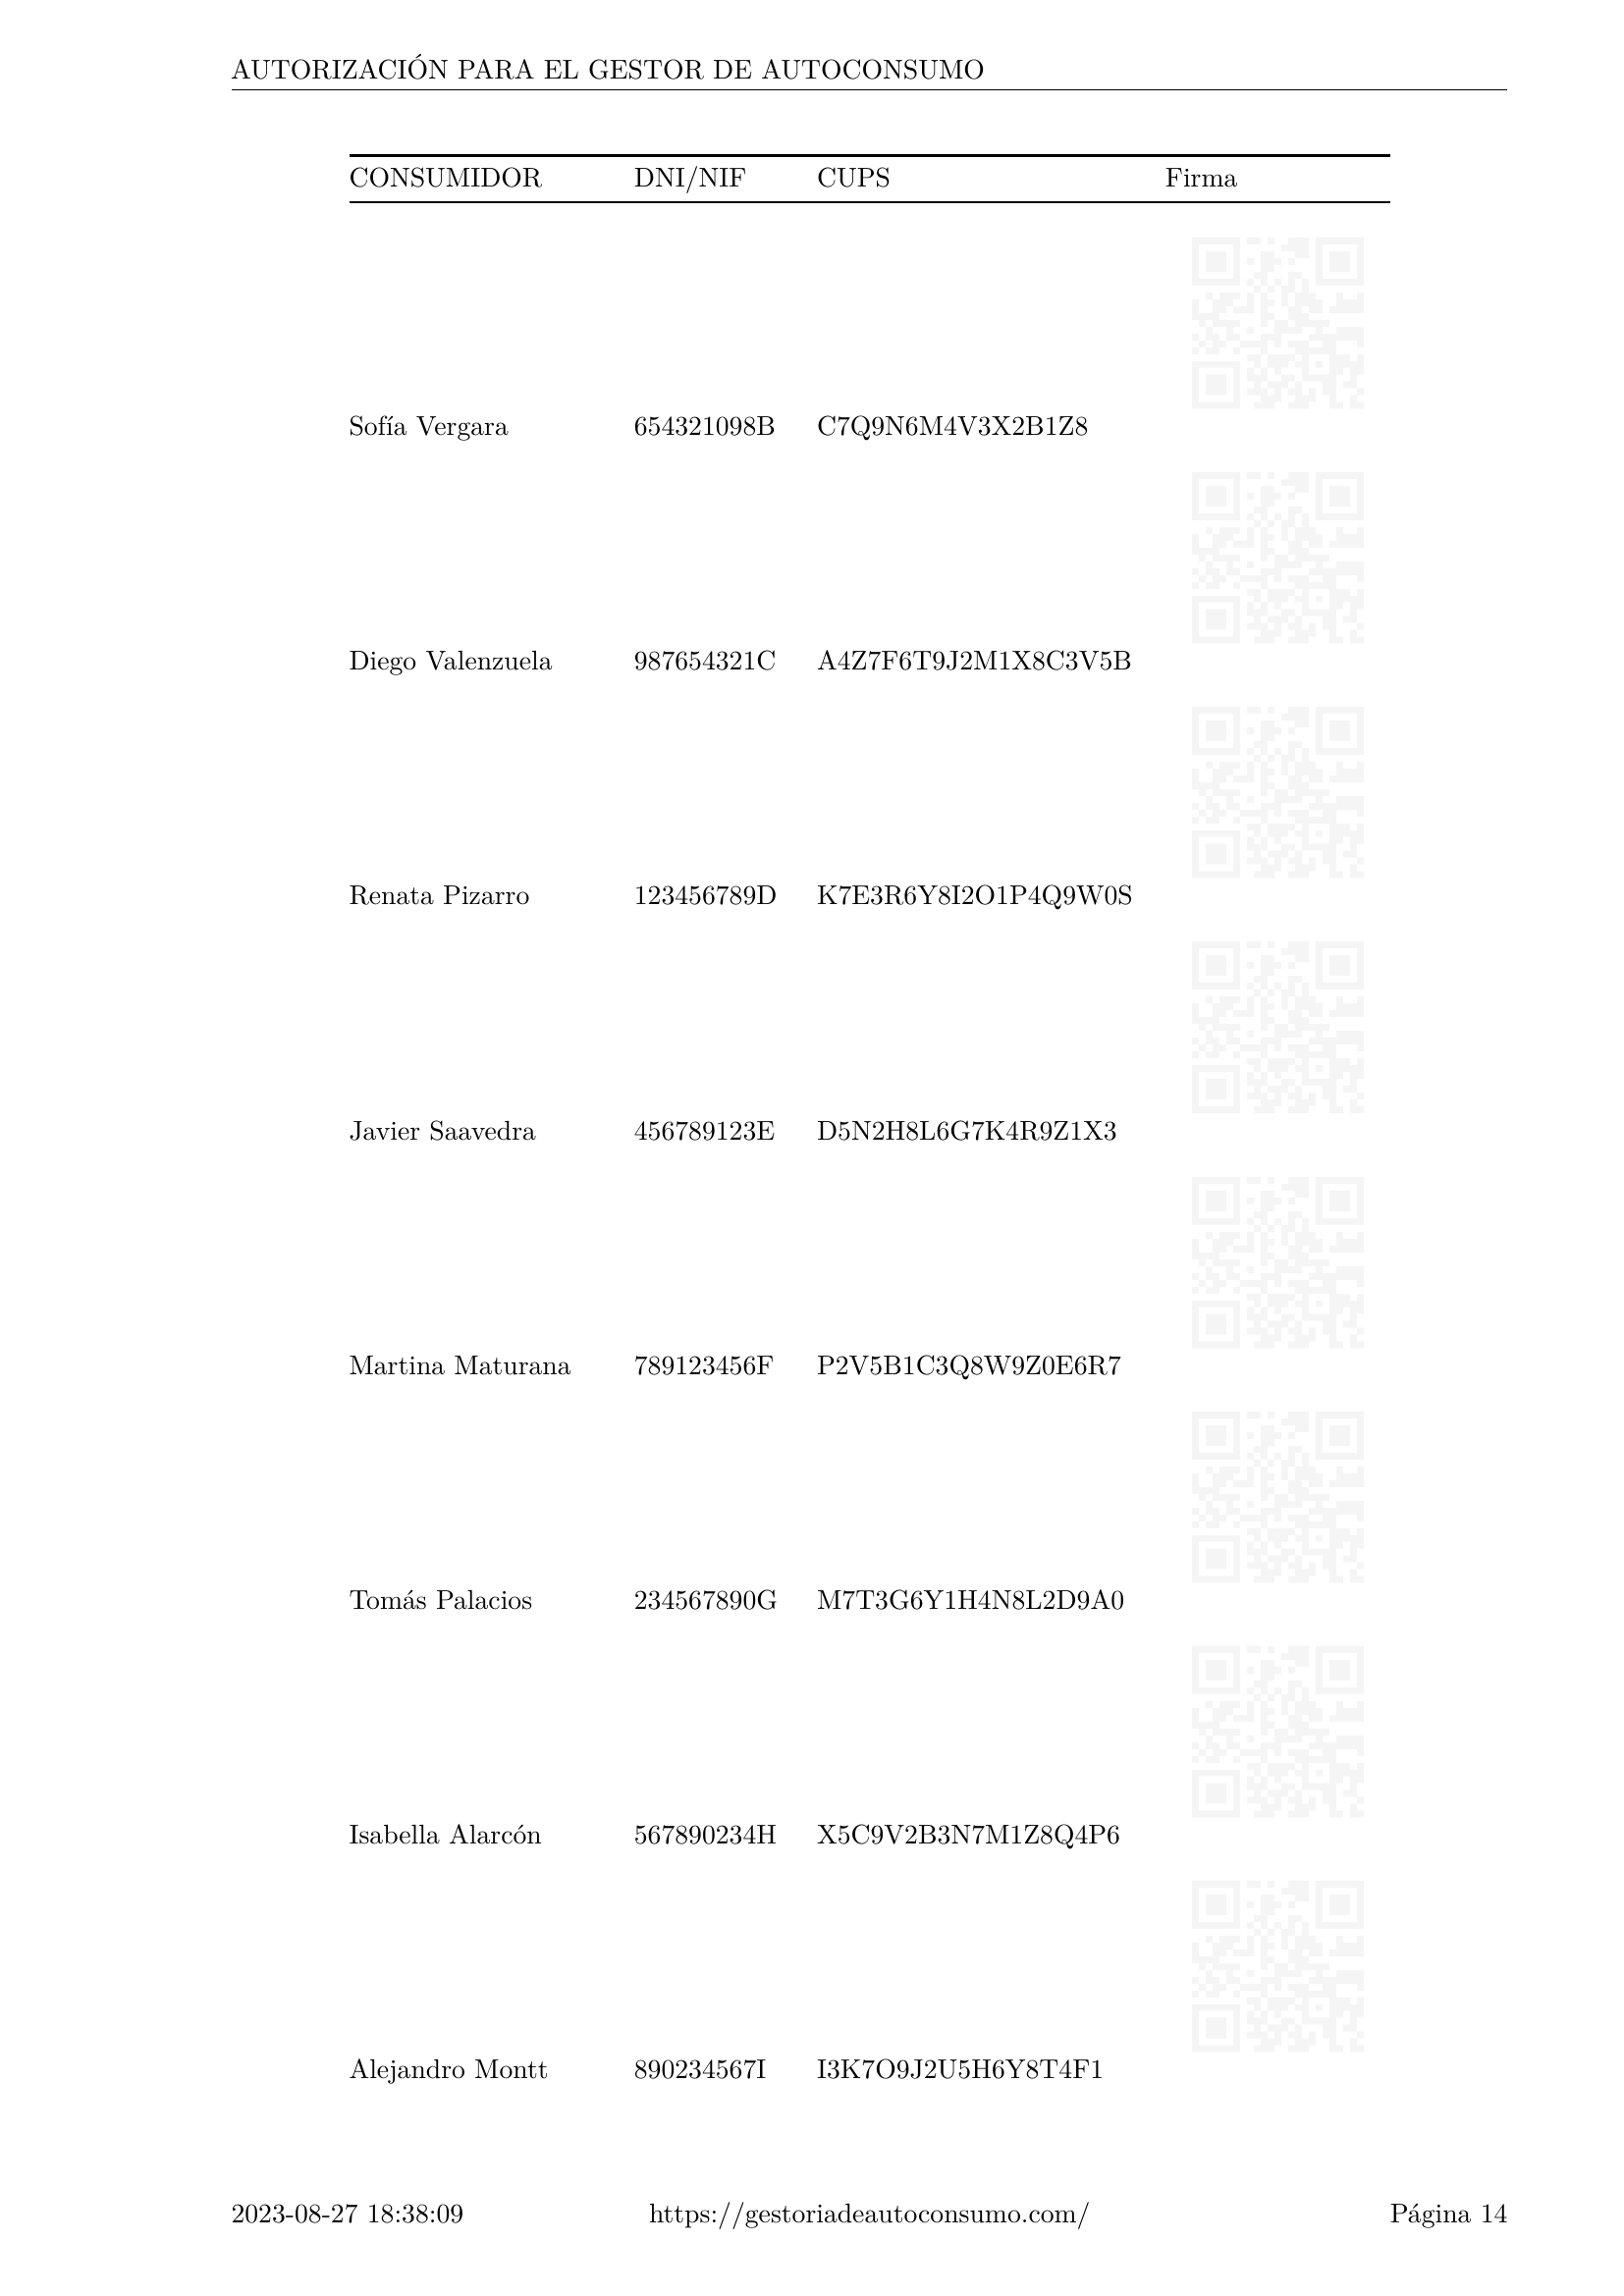 AUTORIZACIÓN PARA EL GESTOR DE AUTOCONSUMO
CONSUMIDOR DNI/NIF CUPS Firma
Sofía Vergara 654321098B C7Q9N6M4V3X2B1Z8
Diego Valenzuela 987654321C A4Z7F6T9J2M1X8C3V5B
Renata Pizarro 123456789D K7E3R6Y8I2O1P4Q9W0S
Javier Saavedra 456789123E D5N2H8L6G7K4R9Z1X3
Martina Maturana 789123456F P2V5B1C3Q8W9Z0E6R7
Tomás Palacios 234567890G M7T3G6Y1H4N8L2D9A0
Isabella Alarcón 567890234H X5C9V2B3N7M1Z8Q4P6
Alejandro Montt 890234567I I3K7O9J2U5H6Y8T4F1
2023-08-27 18:38:09 https://gestoriadeautoconsumo.com/ Página 14